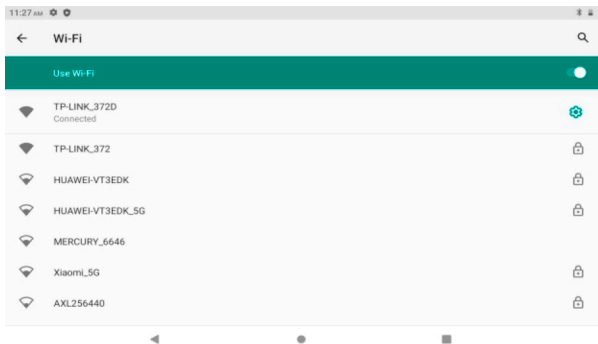 11:27 AM
Wi-Fi
Use Wi-Fi
TP-LINK_372D
Connected
TP-LINK_372
HUAWEI-VT3EDK
HUAWEI-VT3EDK_5G
MERCURY_6646
Xiaomi_5G
AXL256440